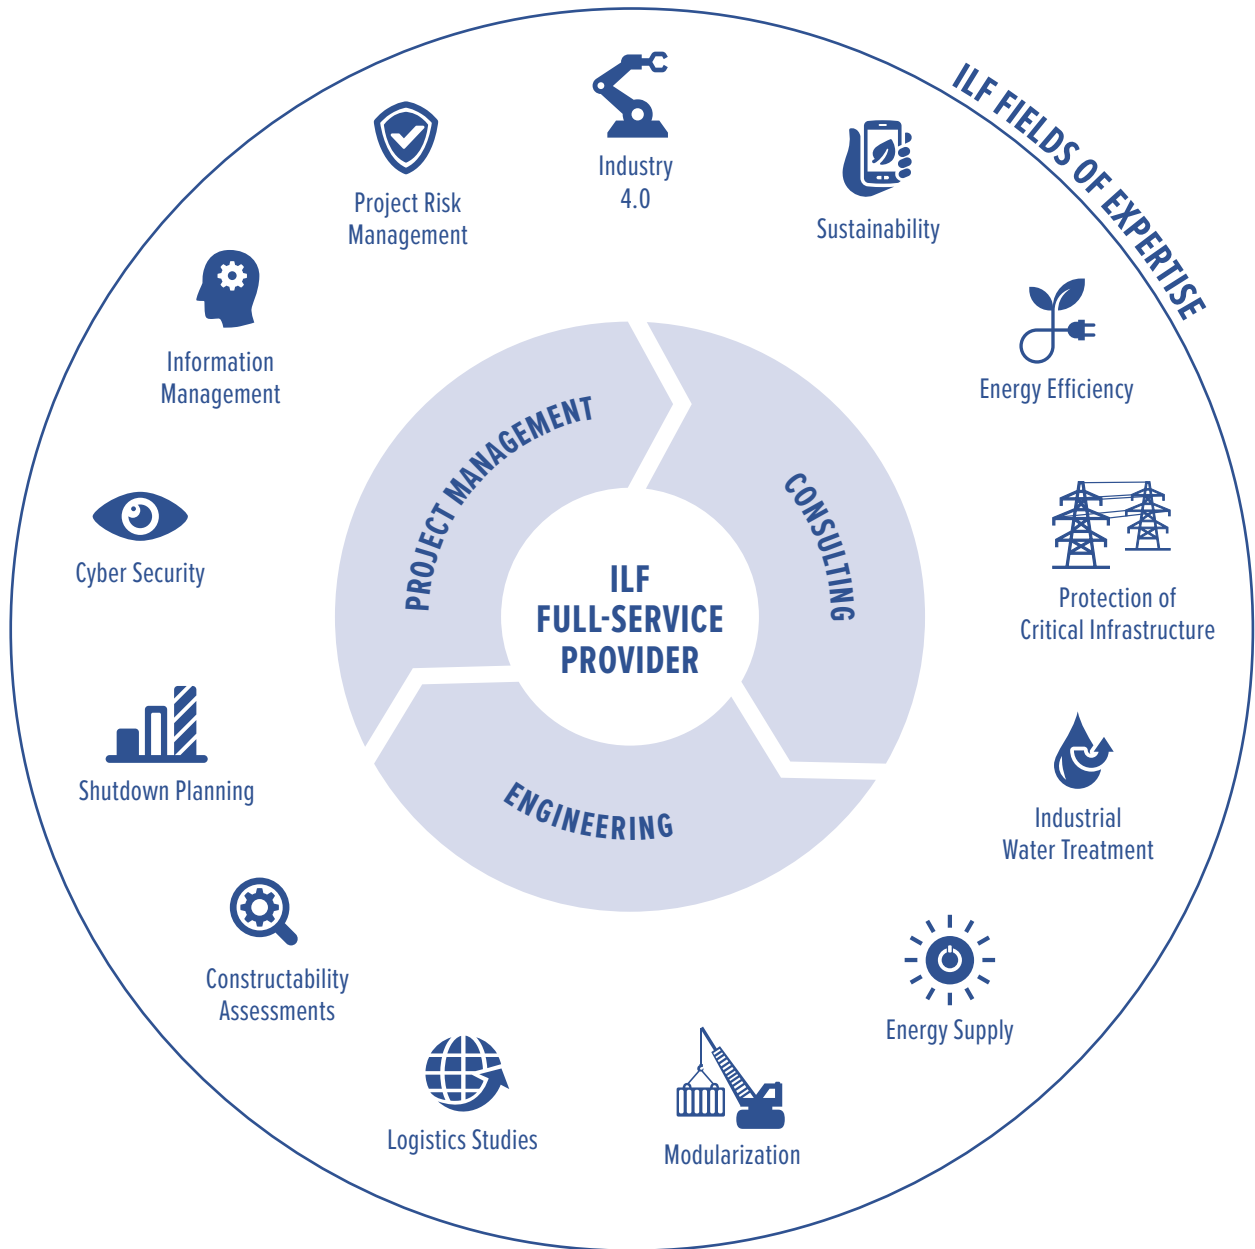 ILF FIELDS OF EXPERTISE
Industry
4.0
Sustainability
Energy Efficiency
Protection of
Critical Infrastructure
Industrial
Water Treatment
Energy Supply
Modularization
Logistics Studies
Constructability
Assessments
Shutdown Planning
Cyber Security
Information
Management
Project Risk
Management
PROJECT MANAGEMENT
CONSULTING
ENGINEERING
ILF
FULL-SERVICE
PROVIDER